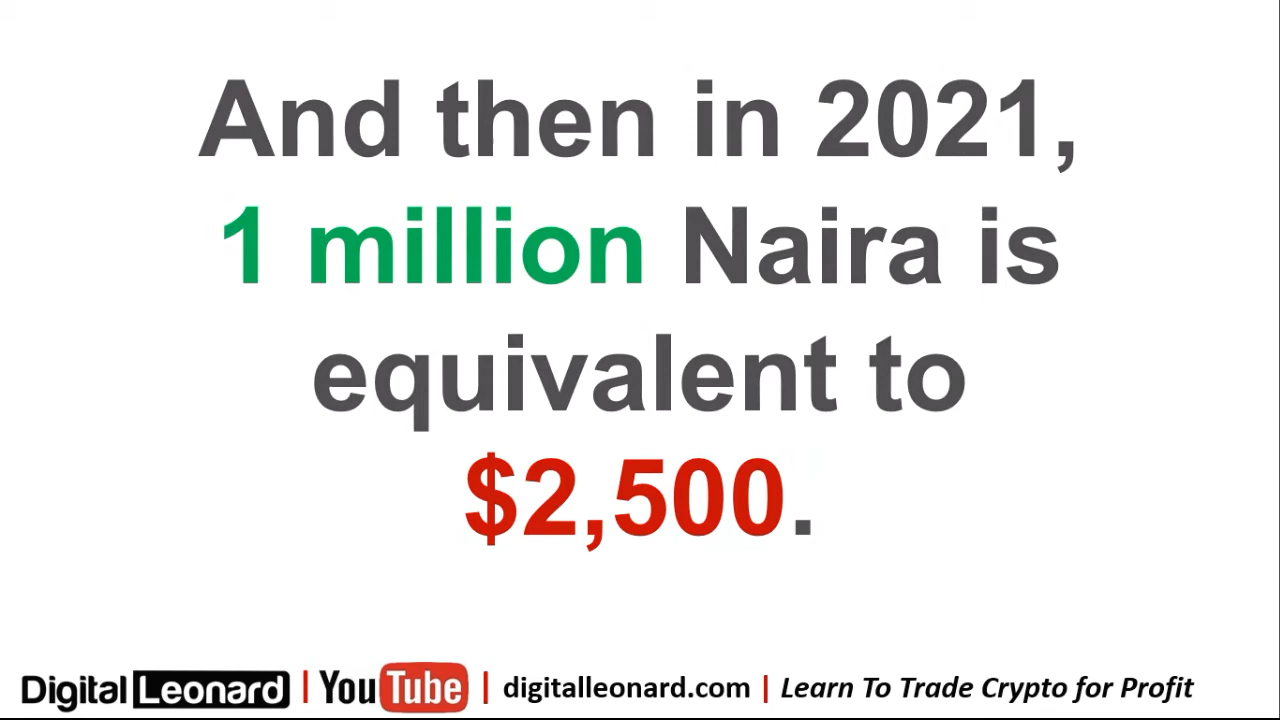 And then in 2021,
1 million Naira is
equivalent to
$2,500.
Digital Leonard | YouTube | digitalleonard.com | Learn To Trade Crypto for Profit